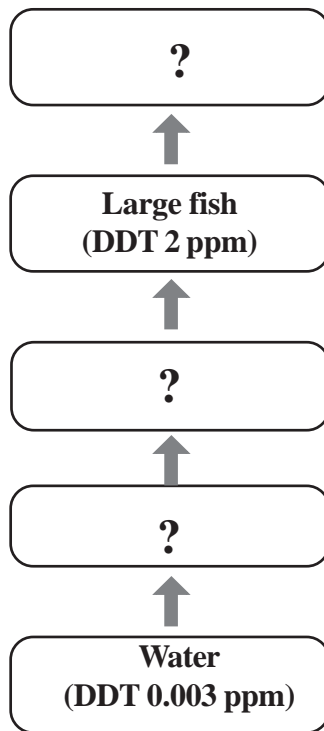 ?
Large fish
(DDT 2 ppm)
?
?
Water
(DDT 0.003 ppm)